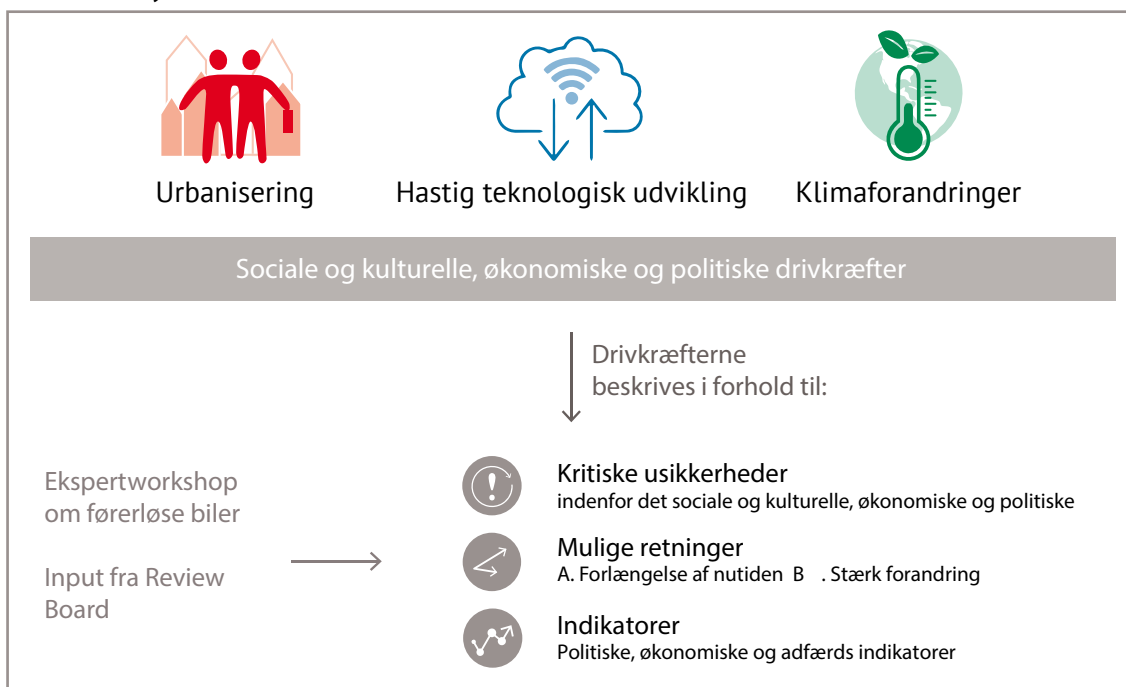 Urbanisering
Hastig teknologisk udvikling
Klimaforandringer
Sociale og kulturelle, økonomiske og politiske drivkræfter
Drivkræfterne
beskrives i forhold til:
Ekspertworkshop
om førerløse biler
Input fra Review
Board
Kritiske usikkerheder
indenfor det sociale og kulturelle, økonomiske og politiske
Mulige retninger
A. Forlængelse af nutiden B . Stærk forandring
Indikatorer
Politiske, økonomiske og adfærds indikatorer